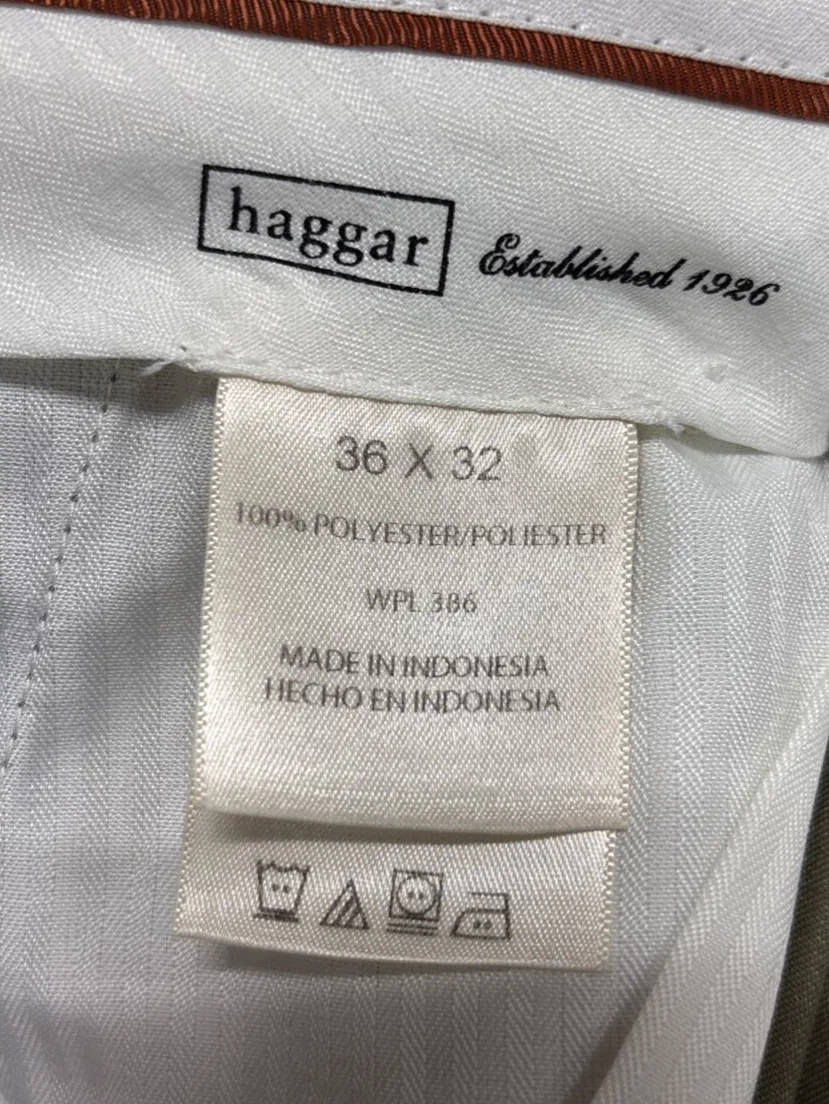 haggar Established 1926
36 X 32
100% POLYESTER/POLIESTER
WPL 386
MADE IN INDONESIA
HECHO EN INDONESIA